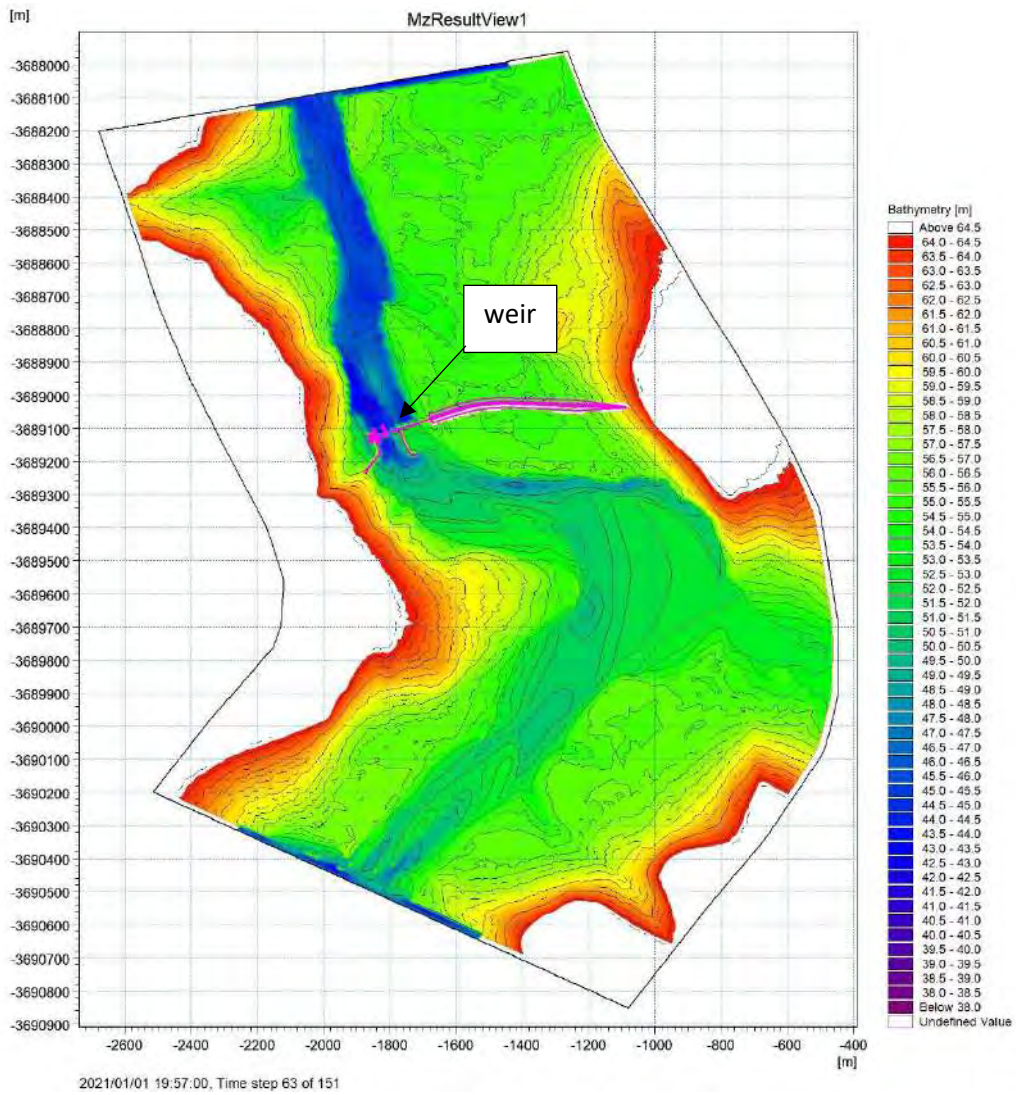 [m]
MzResultView1
-3688000
-3688100
-3688200
-3688300
-3688400
-3688500
-3688600
-3688700
-3688800
-3688900
-3689000
-3689100
-3689200
-3689300
-3689400
-3689500
-3689600
-3689700
-3689800
-3689900
-3690000
-3690100
-3690200
-3690300
-3690400
-3690500
-3690600
-3690700
-3690800
-3690900
weir
Bathymetry [m]
Above 64.5
64.0 - 64.5
63.5 - 64.0
63.0 - 63.5
62.5 - 63.0
62.0 - 62.5
61.5 - 62.0
61.0 - 61.5
60.5 - 61.0
60.0 - 60.5
59.5 - 60.0
59.0 - 59.5
58.5 - 59.0
58.0 - 58.5
57.5 - 58.0
57.0 - 57.5
56.5 - 57.0
56.0 - 56.5
55.5 - 56.0
55.0 - 55.5
54.5 - 55.0
54.0 - 54.5
53.5 - 54.0
53.0 - 53.5
52.5 - 53.0
52.0 - 52.5
51.5 - 52.0
51.0 - 51.5
50.5 - 51.0
50.0 - 50.5
49.5 - 50.0
49.0 - 49.5
48.5 - 49.0
48.0 - 48.5
47.5 - 48.0
47.0 - 47.5
46.5 - 47.0
46.0 - 46.5
45.5 - 46.0
45.0 - 45.5
44.5 - 45.0
44.0 - 44.5
43.5 - 44.0
43.0 - 43.5
42.5 - 43.0
42.0 - 42.5
41.5 - 42.0
41.0 - 41.5
40.5 - 41.0
40.0 - 40.5
39.5 - 40.0
39.0 - 39.5
38.5 - 39.0
38.0 - 38.5
Below 38.0
Undefined Value
-2600 -2400 -2200 -2000 -1800 -1600 -1400 -1200 -1000 -800 -600 -400
[m]
2021/01/01 19:57:00, Time step 63 of 151